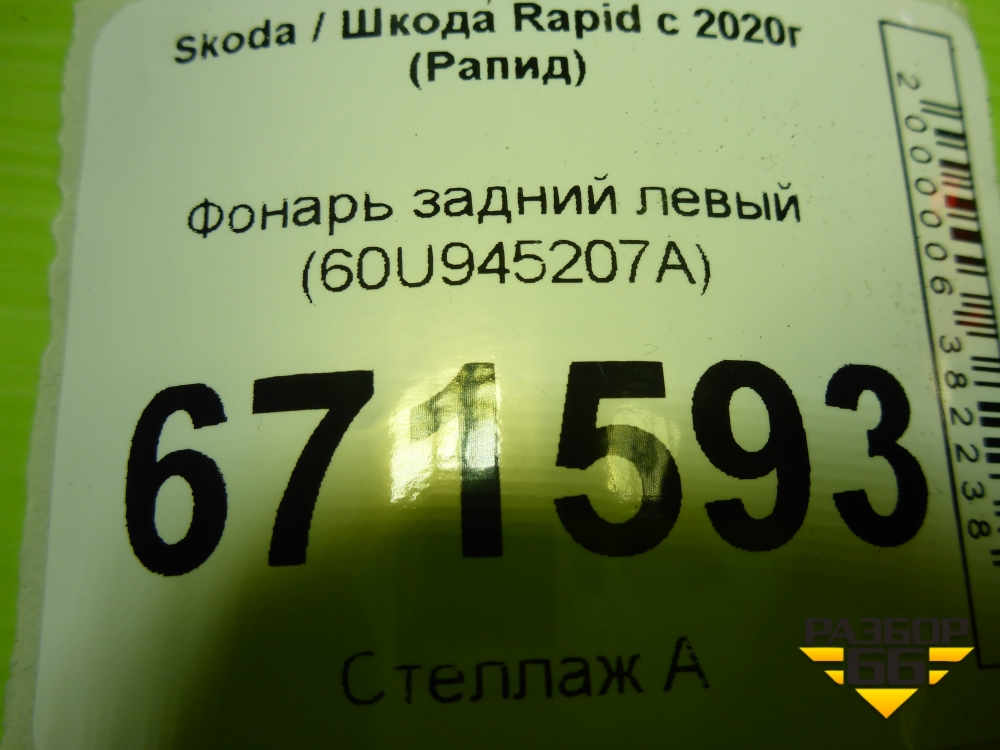 Skoda / Шкода Rapid с 2020г
(Рапид)
Фонарь задний левый
(60U945207A)
671593
Стеллаж А
2000006382238
РАЗБОР
66